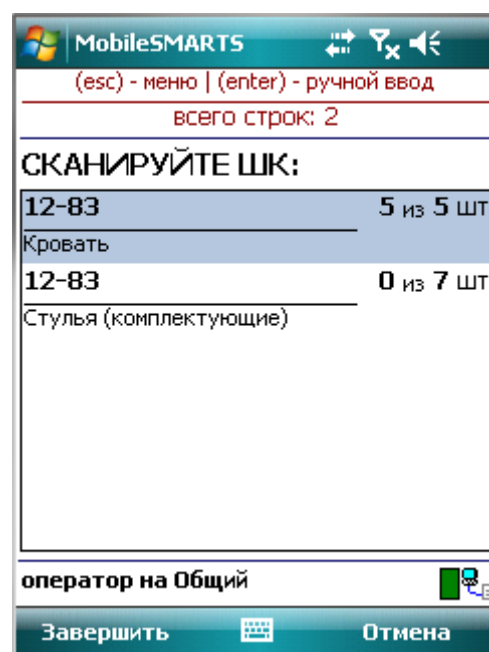 MobileSMARTS
(esc) - меню | (enter) - ручной ввод
всего строк: 2
СКАНИРУЙТЕ ШК:
12-83 5 из 5 шт
Кровать
12-83 0 из 7 шт
Стулья (комплектующие)
оператор на Общий
Завершить Отмена